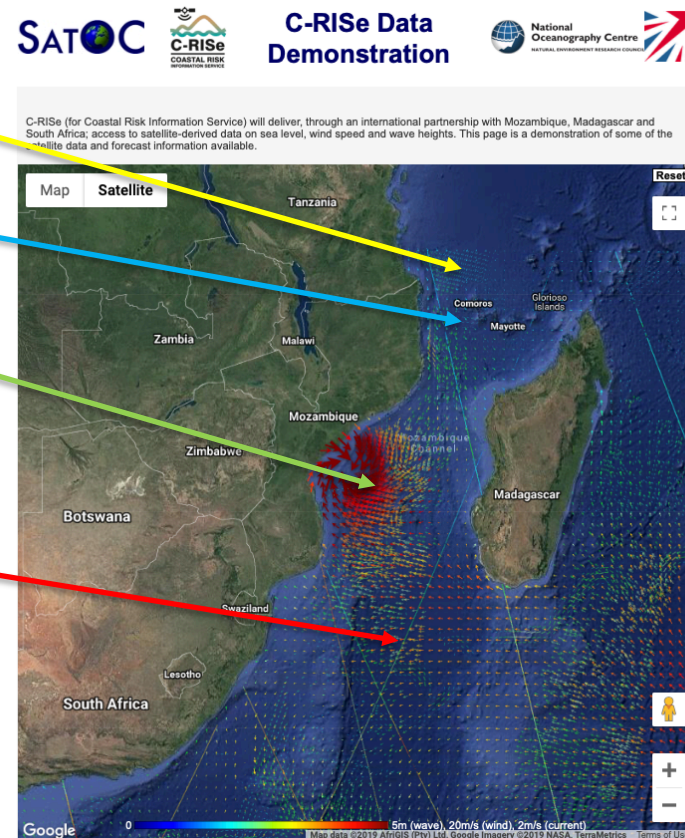 SATOC
C-RISe
COASTAL RISK
INFORMATION SERVICE
C-RISe Data
Demonstration
National
Oceanography Centre
NATURAL ENVIRONMENT RESEARCH COUNCIL
C-RISe (for Coastal Risk Information Service) will deliver, through an international partnership with Mozambique, Madagascar and
South Africa; access to satellite-derived data on sea level, wind speed and wave heights. This page is a demonstration of some of the
satellite data and forecast information available.
Reset
Map Satellite
Tanzania
Comoros
Glorioso
Islands
Mayotte
Zambia
Malawi
Mozambique
Mozambique
Channel
Zimbabwe
Madagascar
Botswana
Swaziland
Lesotho
South Africa
+
−
Google
0 5m (wave), 20m/s (wind), 2m/s (current)
Map data ©2019 AfriGIS (Pty) Ltd, Google Imagery ©2019 NASA, TerraMetrics Terms of